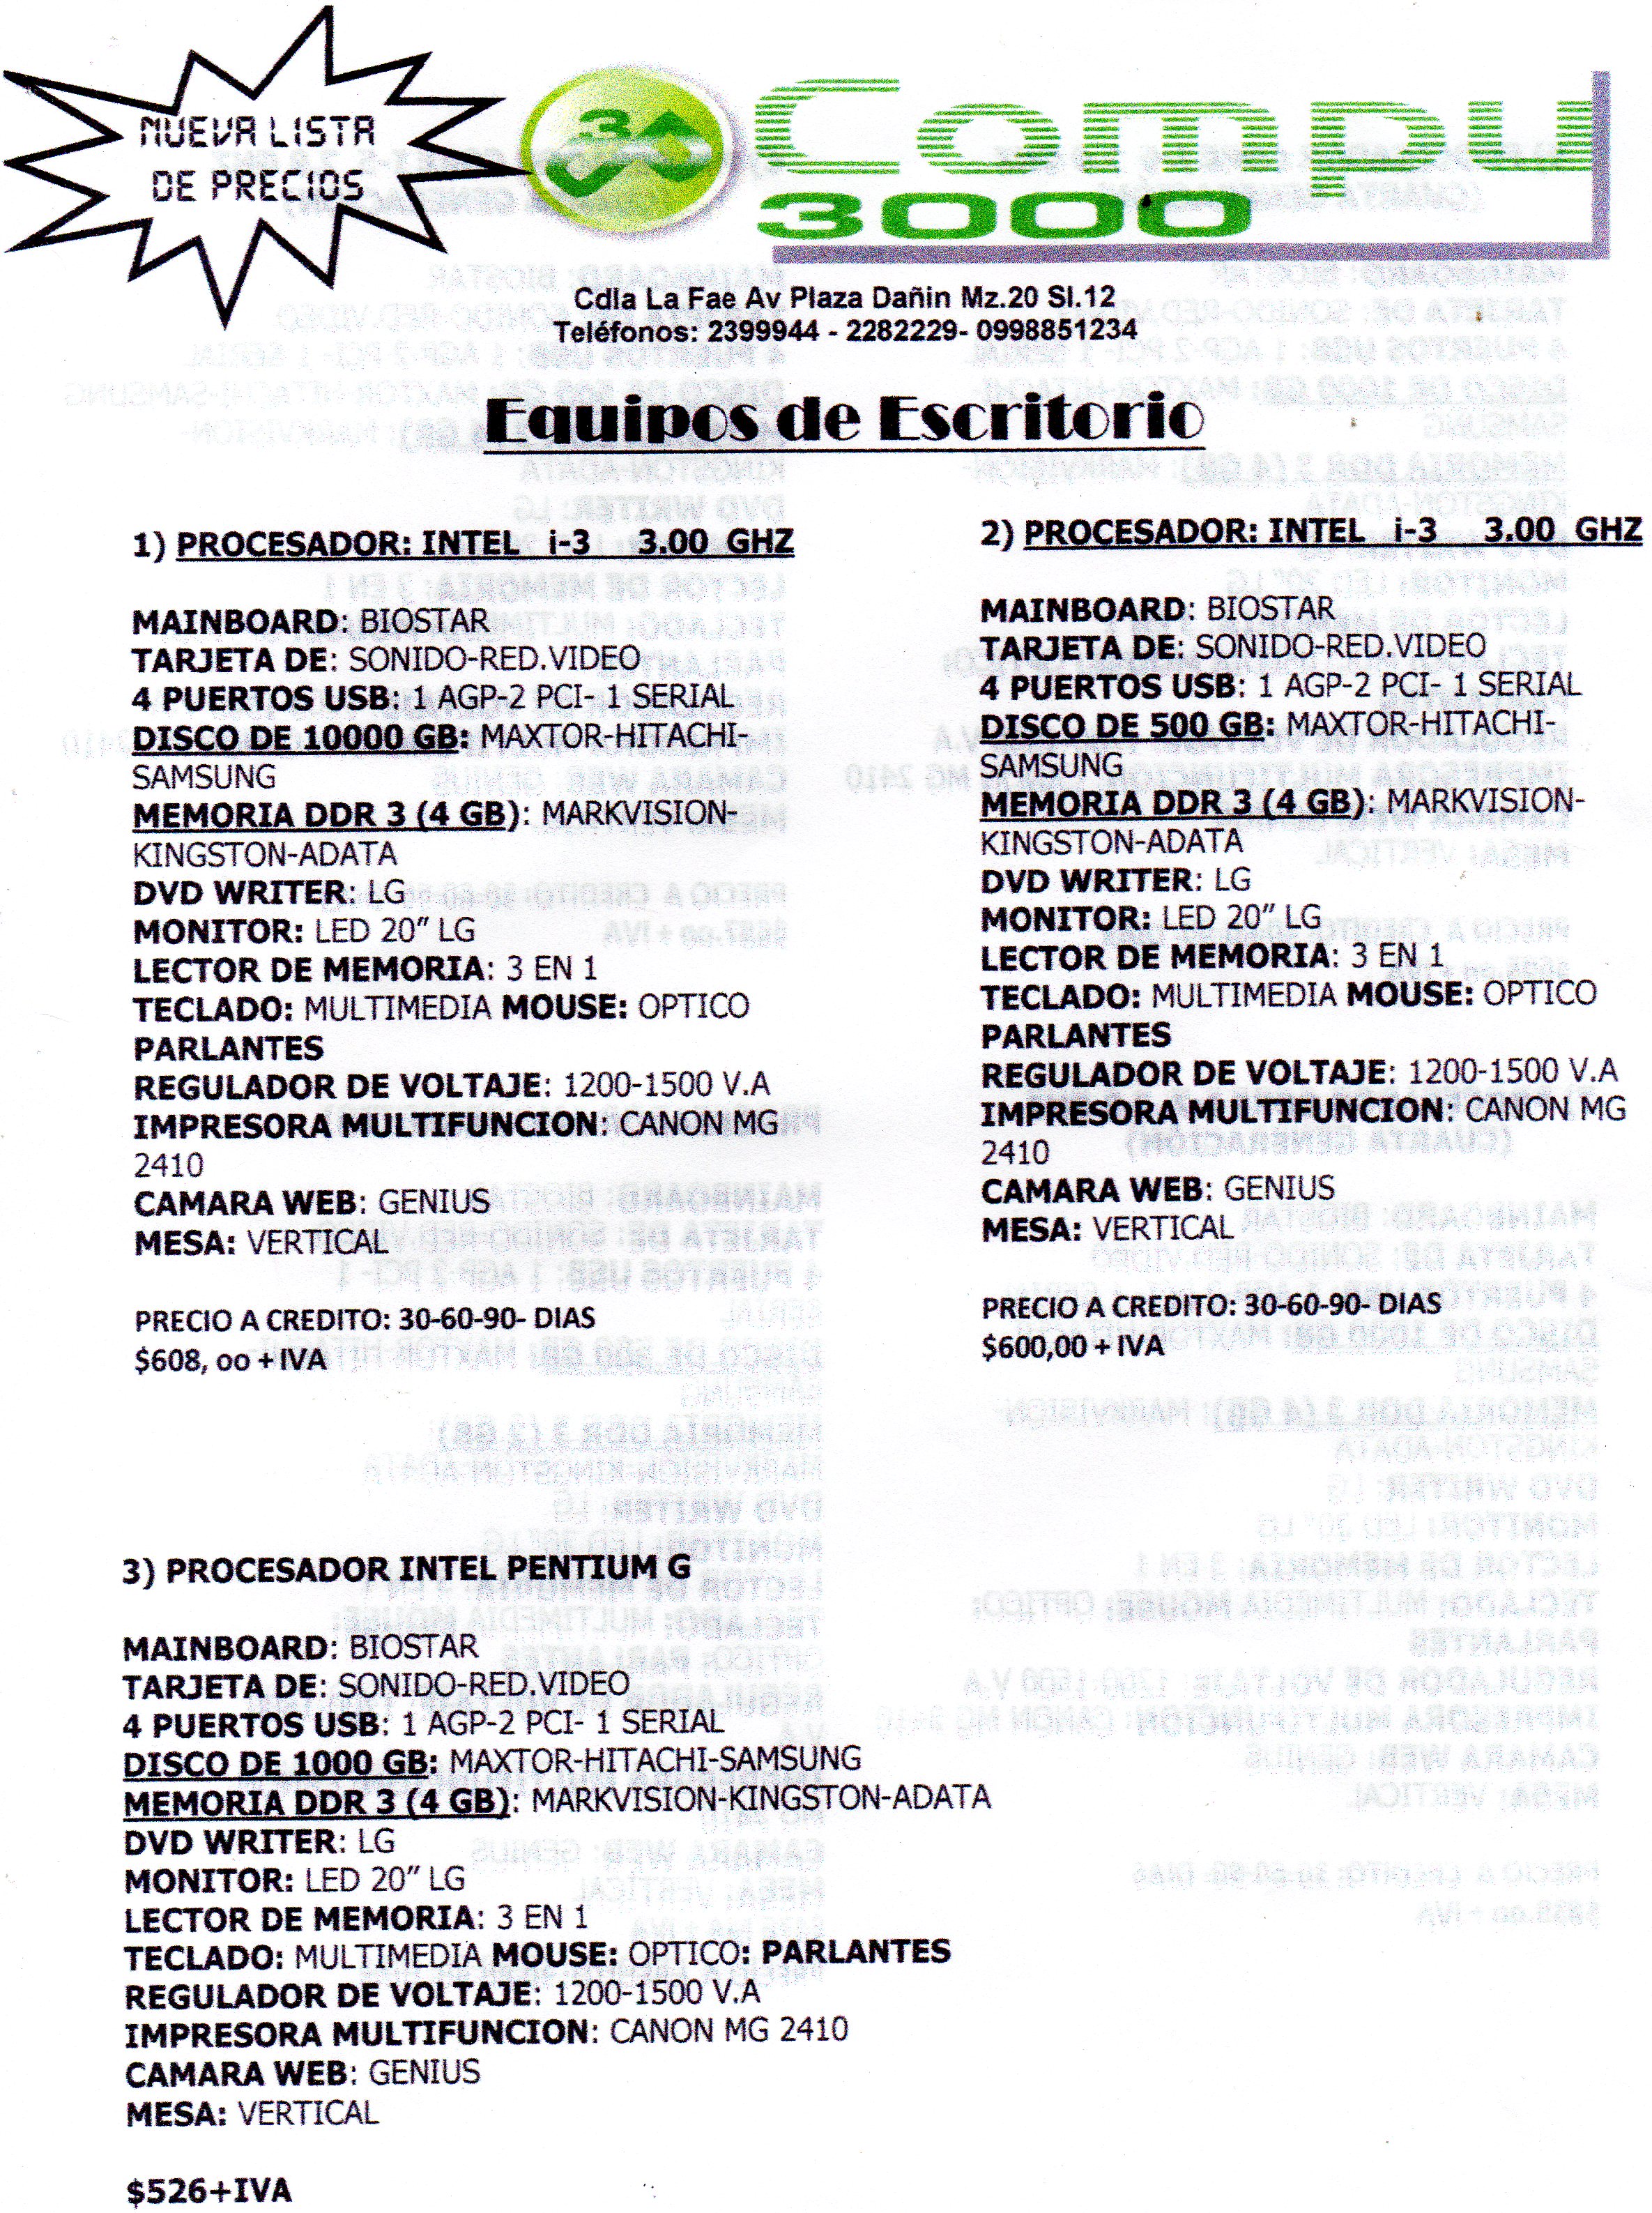 NUEVA LISTA
DE PRECIOS
3
Compu
3000
Cdla La Fae Av Plaza Dañin Mz.20 Sl.12
Teléfonos: 2399944 - 2282229- 0998851234
Equipos de Escritorio
1) PROCESADOR: INTEL i-3 3.00 GHZ
MAINBOARD: BIOSTAR
TARJETA DE: SONIDO-RED.VIDEO
4 PUERTOS USB: 1 AGP-2 PCI- 1 SERIAL
DISCO DE 10000 GB: MAXTOR-HITACHI-
SAMSUNG
MEMORIA DDR 3 (4 GB): MARKVISION-
KINGSTON-ADATA
DVD WRITER: LG
MONITOR: LED 20” LG
LECTOR DE MEMORIA: 3 EN 1
TECLADO: MULTIMEDIA MOUSE: OPTICO
PARLANTES
REGULADOR DE VOLTAJE: 1200-1500 V.A
IMPRESORA MULTIFUNCION: CANON MG
2410
CAMARA WEB: GENIUS
MESA: VERTICAL
PRECIO A CREDITO: 30-60-90- DIAS
$608, oo + IVA
2) PROCESADOR: INTEL i-3 3.00 GHZ
MAINBOARD: BIOSTAR
TARJETA DE: SONIDO-RED.VIDEO
4 PUERTOS USB: 1 AGP-2 PCI- 1 SERIAL
DISCO DE 500 GB: MAXTOR-HITACHI-
SAMSUNG
MEMORIA DDR 3 (4 GB): MARKVISION-
KINGSTON-ADATA
DVD WRITER: LG
MONITOR: LED 20” LG
LECTOR DE MEMORIA: 3 EN 1
TECLADO: MULTIMEDIA MOUSE: OPTICO
PARLANTES
REGULADOR DE VOLTAJE: 1200-1500 V.A
IMPRESORA MULTIFUNCION: CANON MG
2410
CAMARA WEB: GENIUS
MESA: VERTICAL
PRECIO A CREDITO: 30-60-90- DIAS
$600,00 + IVA
3) PROCESADOR INTEL PENTIUM G
MAINBOARD: BIOSTAR
TARJETA DE: SONIDO-RED.VIDEO
4 PUERTOS USB: 1 AGP-2 PCI- 1 SERIAL
DISCO DE 1000 GB: MAXTOR-HITACHI-SAMSUNG
MEMORIA DDR 3 (4 GB): MARKVISION-KINGSTON-ADATA
DVD WRITER: LG
MONITOR: LED 20” LG
LECTOR DE MEMORIA: 3 EN 1
TECLADO: MULTIMEDIA MOUSE: OPTICO: PARLANTES
REGULADOR DE VOLTAJE: 1200-1500 V.A
IMPRESORA MULTIFUNCION: CANON MG 2410
CAMARA WEB: GENIUS
MESA: VERTICAL
$526+IVA